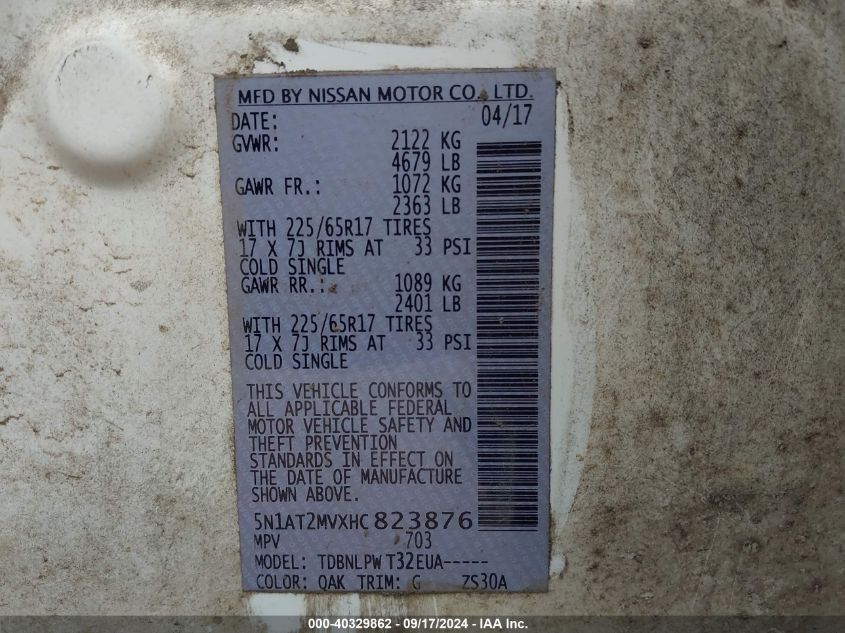 MFD BY NISSAN MOTOR CO., LTD.
DATE: 04/17
GVWR: 2122 KG
4679 LB
GAWR FR.: 1072 KG
2363 LB
WITH 225/65R17 TIRES
17 X 7J RIMS AT 33 PSI
COLD SINGLE
GAWR RR.: 1089 KG
2401 LB
WITH 225/65R17 TIRES
17 X 7J RIMS AT 33 PSI
COLD SINGLE
THIS VEHICLE CONFORMS TO
ALL APPLICABLE FEDERAL
MOTOR VEHICLE SAFETY AND
THEFT PREVENTION
STANDARDS IN EFFECT ON
THE DATE OF MANUFACTURE
SHOWN ABOVE.
5N1AT2MVXHC823876
MPV 703
MODEL: TDBNLPW T32EUA-----
COLOR: QAK TRIM: G ZS30A
000-40329862 - 09/17/2024 - IAA Inc.